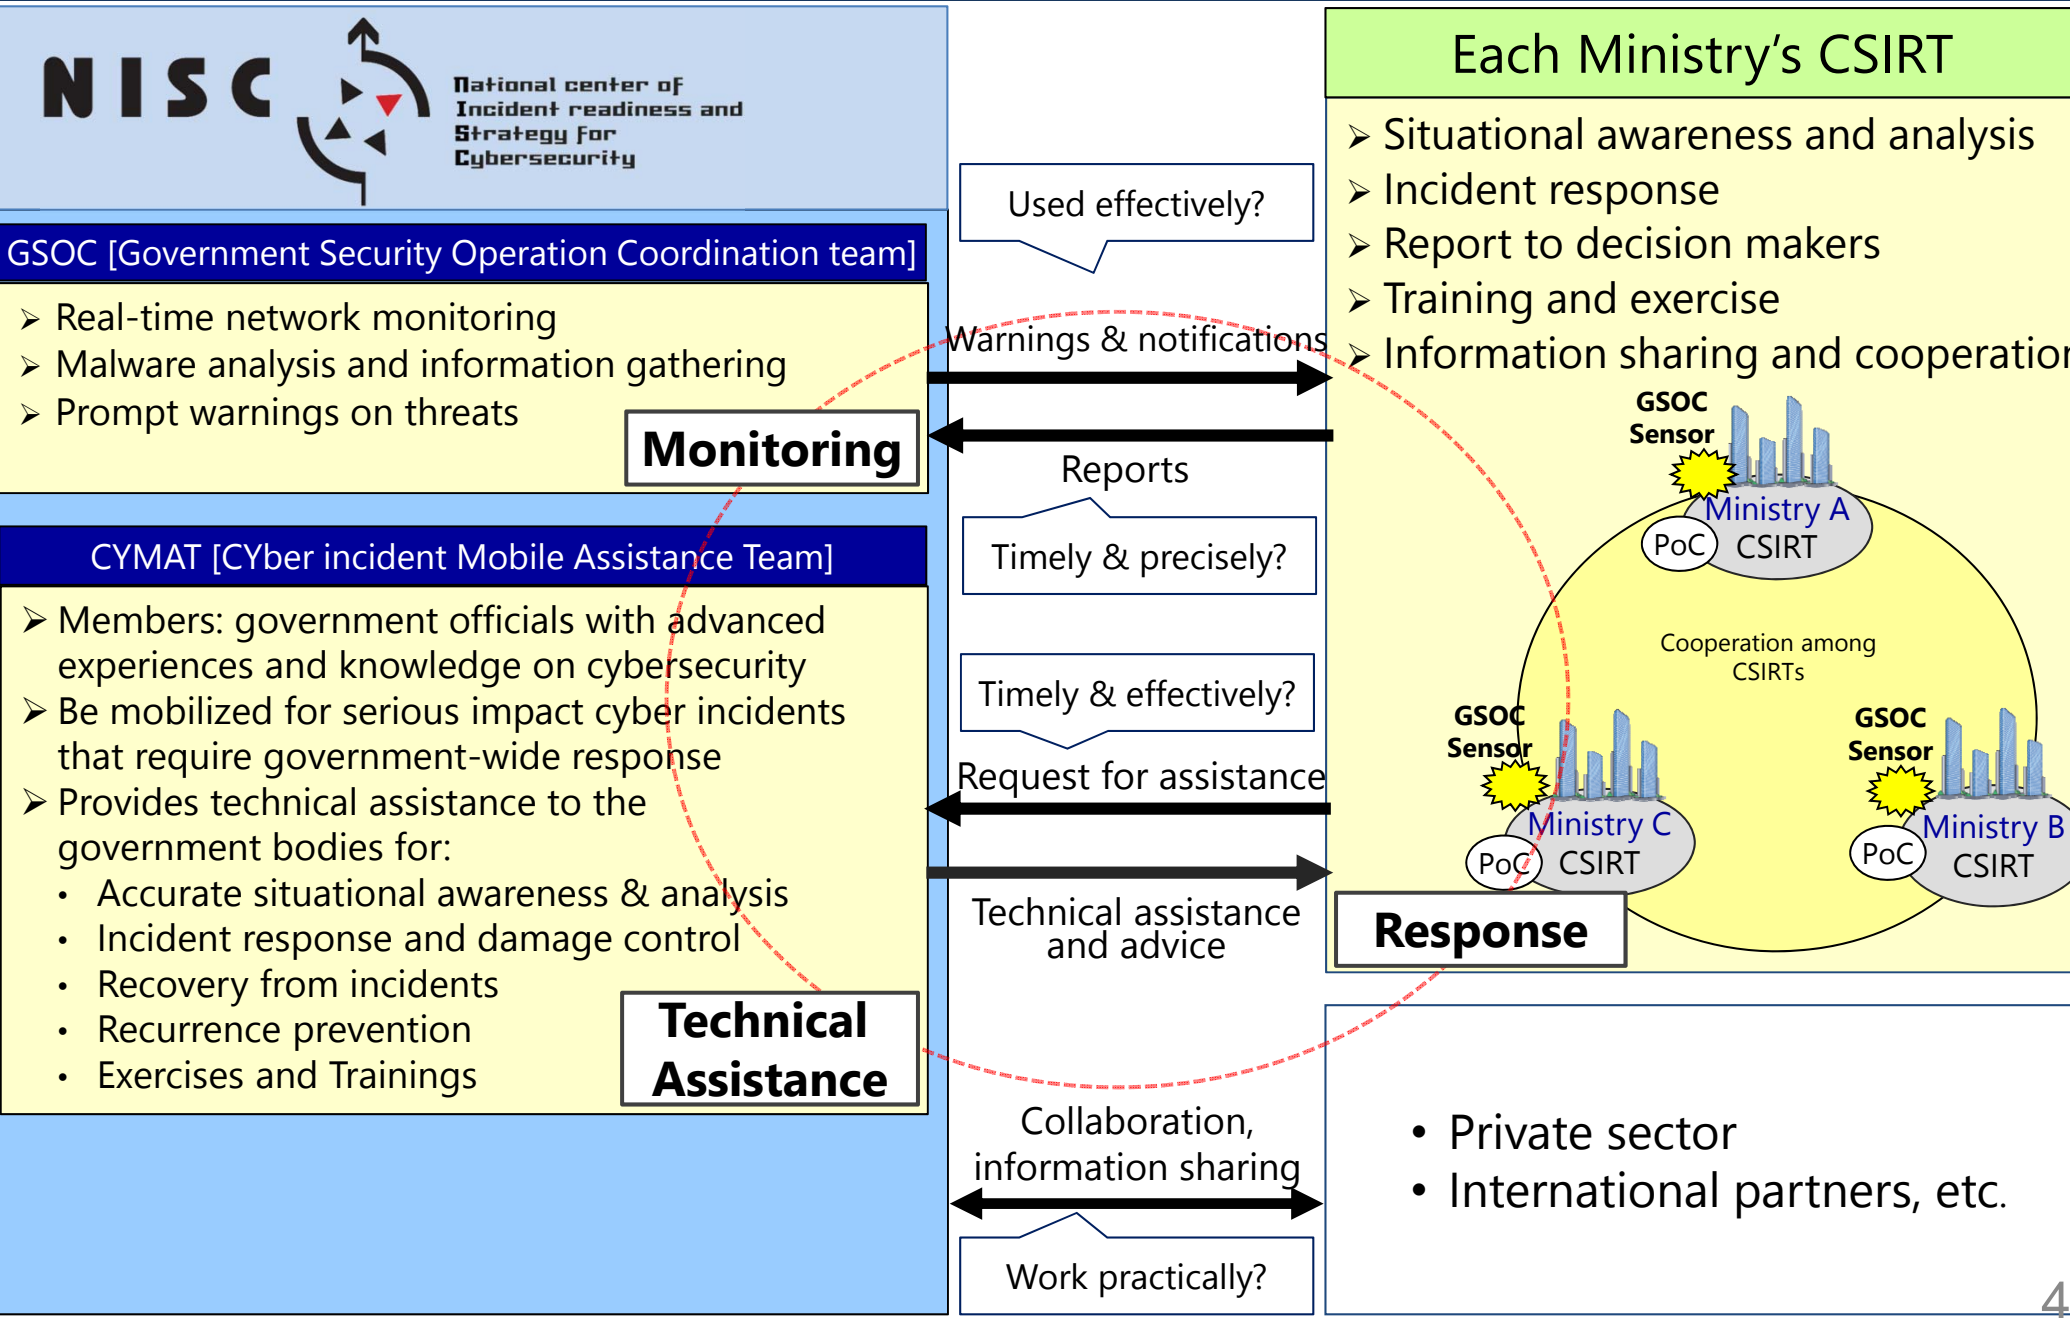 NISC
National center of
Incident readiness and
Strategy for
Cybersecurity
GSOC [Government Security Operation Coordination team]
➢ Real-time network monitoring
➢ Malware analysis and information gathering
➢ Prompt warnings on threats
Monitoring
CYMAT [CYber incident Mobile Assistance Team]
➢ Members: government officials with advanced
experiences and knowledge on cybersecurity
➢ Be mobilized for serious impact cyber incidents
that require government-wide response
➢ Provides technical assistance to the
government bodies for:
• Accurate situational awareness & analysis
• Incident response and damage control
• Recovery from incidents
• Recurrence prevention
• Exercises and Trainings
Technical
Assistance
Used effectively?
Warnings & notifications
Reports
Timely & precisely?
Timely & effectively?
Request for assistance
Technical assistance
and advice
Collaboration,
information sharing
Work practically?
Each Ministry's CSIRT
➢ Situational awareness and analysis
➢ Incident response
➢ Report to decision makers
➢ Training and exercise
➢ Information sharing and cooperation
GSOC
Sensor
Ministry A
PoC
CSIRT
Cooperation among
CSIRTs
GSOC
Sensor
Ministry C
PoC
CSIRT
GSOC
Sensor
Ministry B
PoC
CSIRT
Response
• Private sector
• International partners, etc.
4